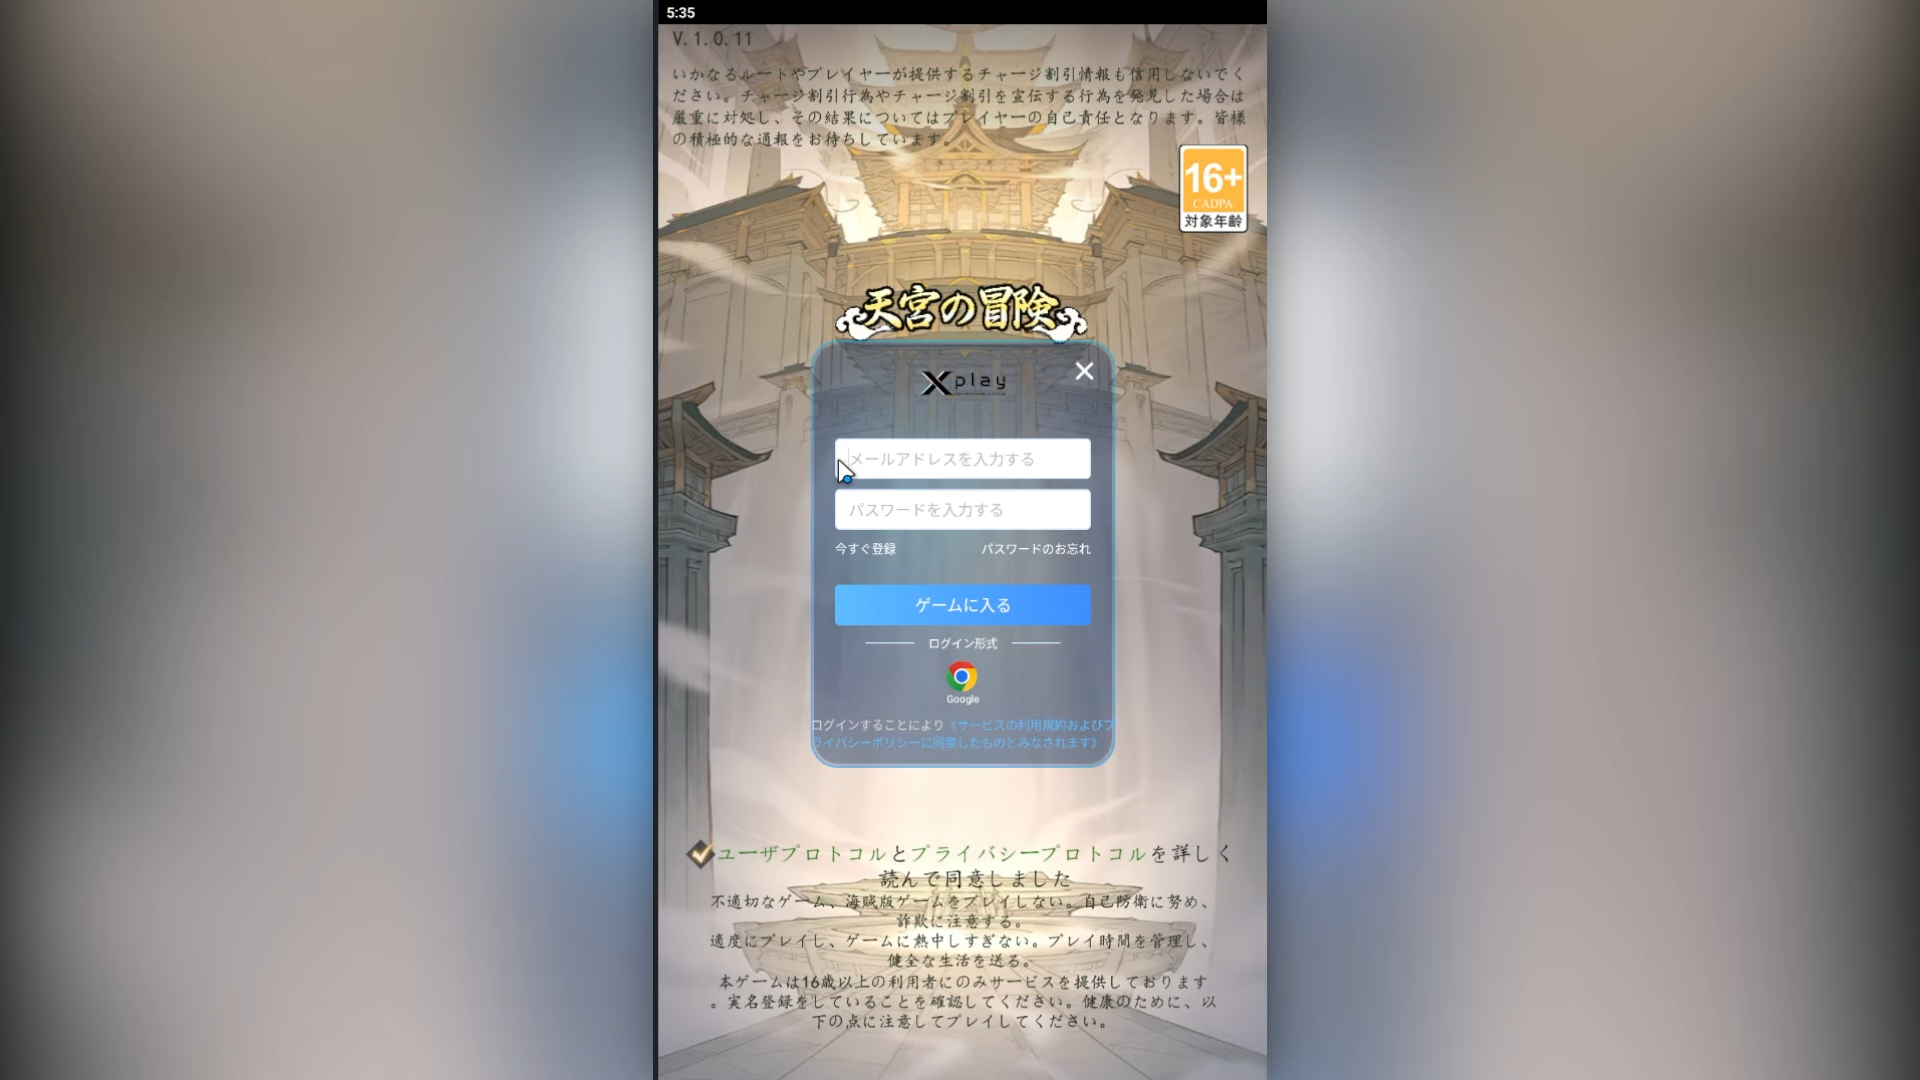 5:35
V.1.0.11
いかなるルートやプレイヤーが提供するチャージ割引情報も信用しないでく
ださい。チャージ割引行為やチャージ割引を宣伝する行為を発見した場合は
厳重に対処し、その結果についてはプレイヤーの自己責任となります。皆様
の積極的な通報をお待ちしています。
16+
CADPA
対象年齢
天宮の冒険
Xplay
メールアドレスを入力する
パスワードを入力する
今すぐ登録 パスワードのお忘れ
ゲームに入る
ログイン形式
Google
ログインすることにより《サービスの利用規約およびプ
ライバシーポリシーに同意したものとみなされます》
ユーザプロトコルとプライバシープロトコルを詳しく
読んで同意しました
不適切なゲーム、海賊版ゲームをプレイしない。自己防衛に努め、
詐欺に注意する。
適度にプレイし、ゲームに熱中しすぎない。プレイ時間を管理し、
健全な生活を送る。
本ゲームは16歳以上の利用者にのみサービスを提供しております
。実名登録をしていることを確認してください。健康のために、以
下の点に注意してプレイしてください。